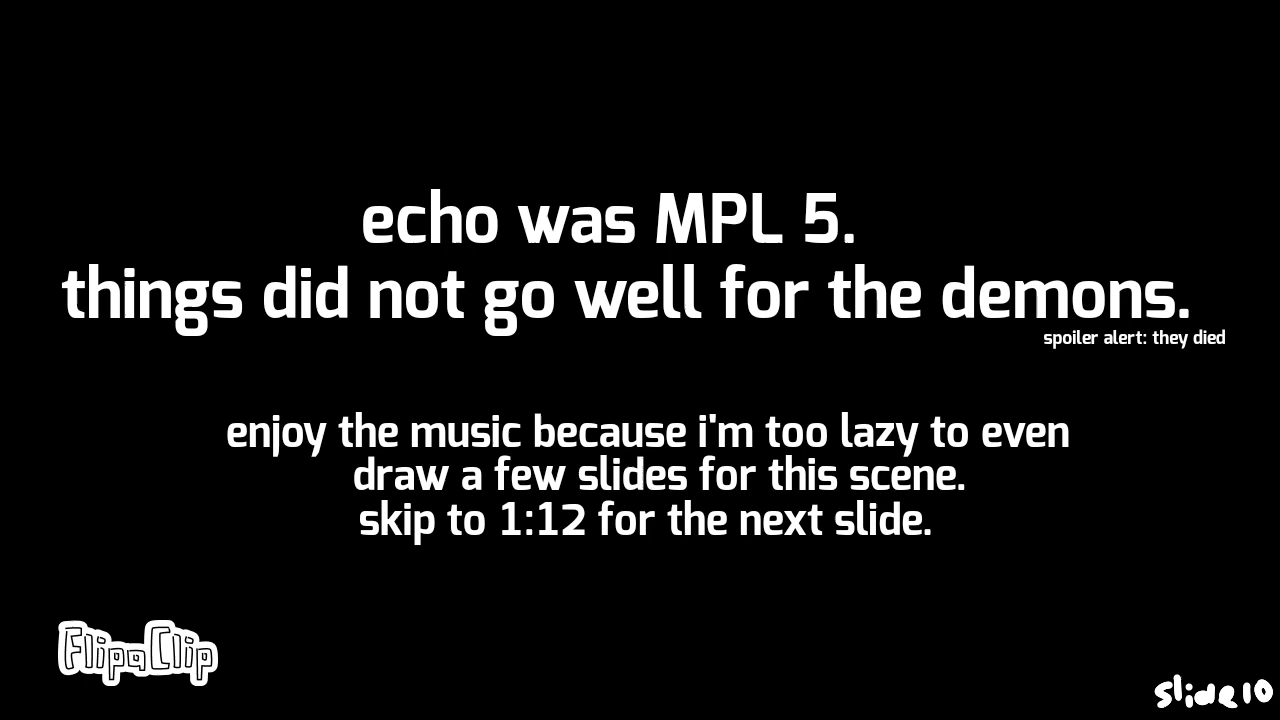 echo was MPL 5.
things did not go well for the demons.
spoiler alert: they died
enjoy the music because i'm too lazy to even
draw a few slides for this scene.
skip to 1:12 for the next slide.
FlipaClip
slide 10